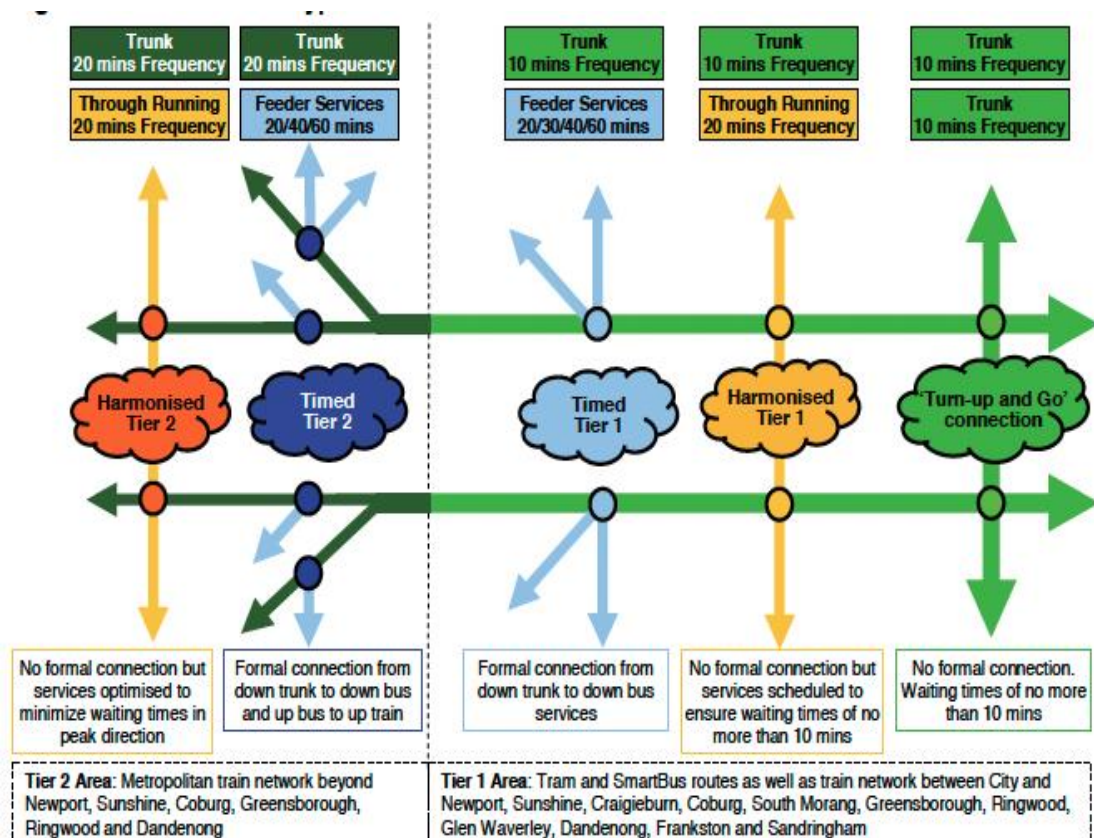 Trunk
20 mins Frequency
Trunk
20 mins Frequency
Trunk
10 mins Frequency
Trunk
10 mins Frequency
Trunk
10 mins Frequency
Through Running
20 mins Frequency
Feeder Services
20/40/60 mins
Feeder Services
20/30/40/60 mins
Through Running
20 mins Frequency
Trunk
10 mins Frequency
Harmonised
Tier 2
Timed
Tier 2
Timed
Tier 1
Harmonised
Tier 1
'Turn-up and Go'
connection
No formal connection but
services optimised to
minimize waiting times in
peak direction
Formal connection from
down trunk to down bus
and up bus to up train
Formal connection from
down trunk to down bus
services
No formal connection but
services scheduled to
ensure waiting times of no
more than 10 mins
No formal connection.
Waiting times of no more
than 10 mins
Tier 2 Area: Metropolitan train network beyond
Newport, Sunshine, Coburg, Greensborough,
Ringwood and Dandenong
Tier 1 Area: Tram and SmartBus routes as well as train network between City and
Newport, Sunshine, Craigieburn, Coburg, South Morang, Greensborough, Ringwood,
Glen Waverley, Dandenong, Frankston and Sandringham